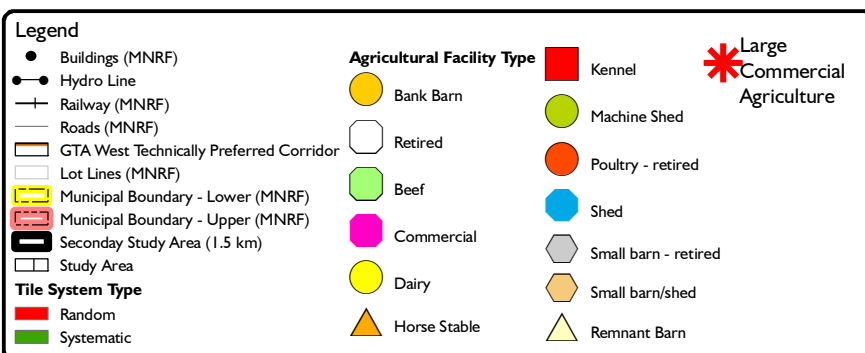 Legend
Buildings (MNRF)
Hydro Line
Railway (MNRF)
Roads (MNRF)
GTA West Technically Preferred Corridor
Lot Lines (MNRF)
Municipal Boundary - Lower (MNRF)
Municipal Boundary - Upper (MNRF)
Seconday Study Area (1.5 km)
Study Area
Tile System Type
Random
Systematic
Agricultural Facility Type
Bank Barn
Retired
Beef
Commercial
Dairy
Horse Stable
Kennel
Machine Shed
Poultry - retired
Shed
Small barn - retired
Small barn/shed
Remnant Barn
Large
Commercial
Agriculture